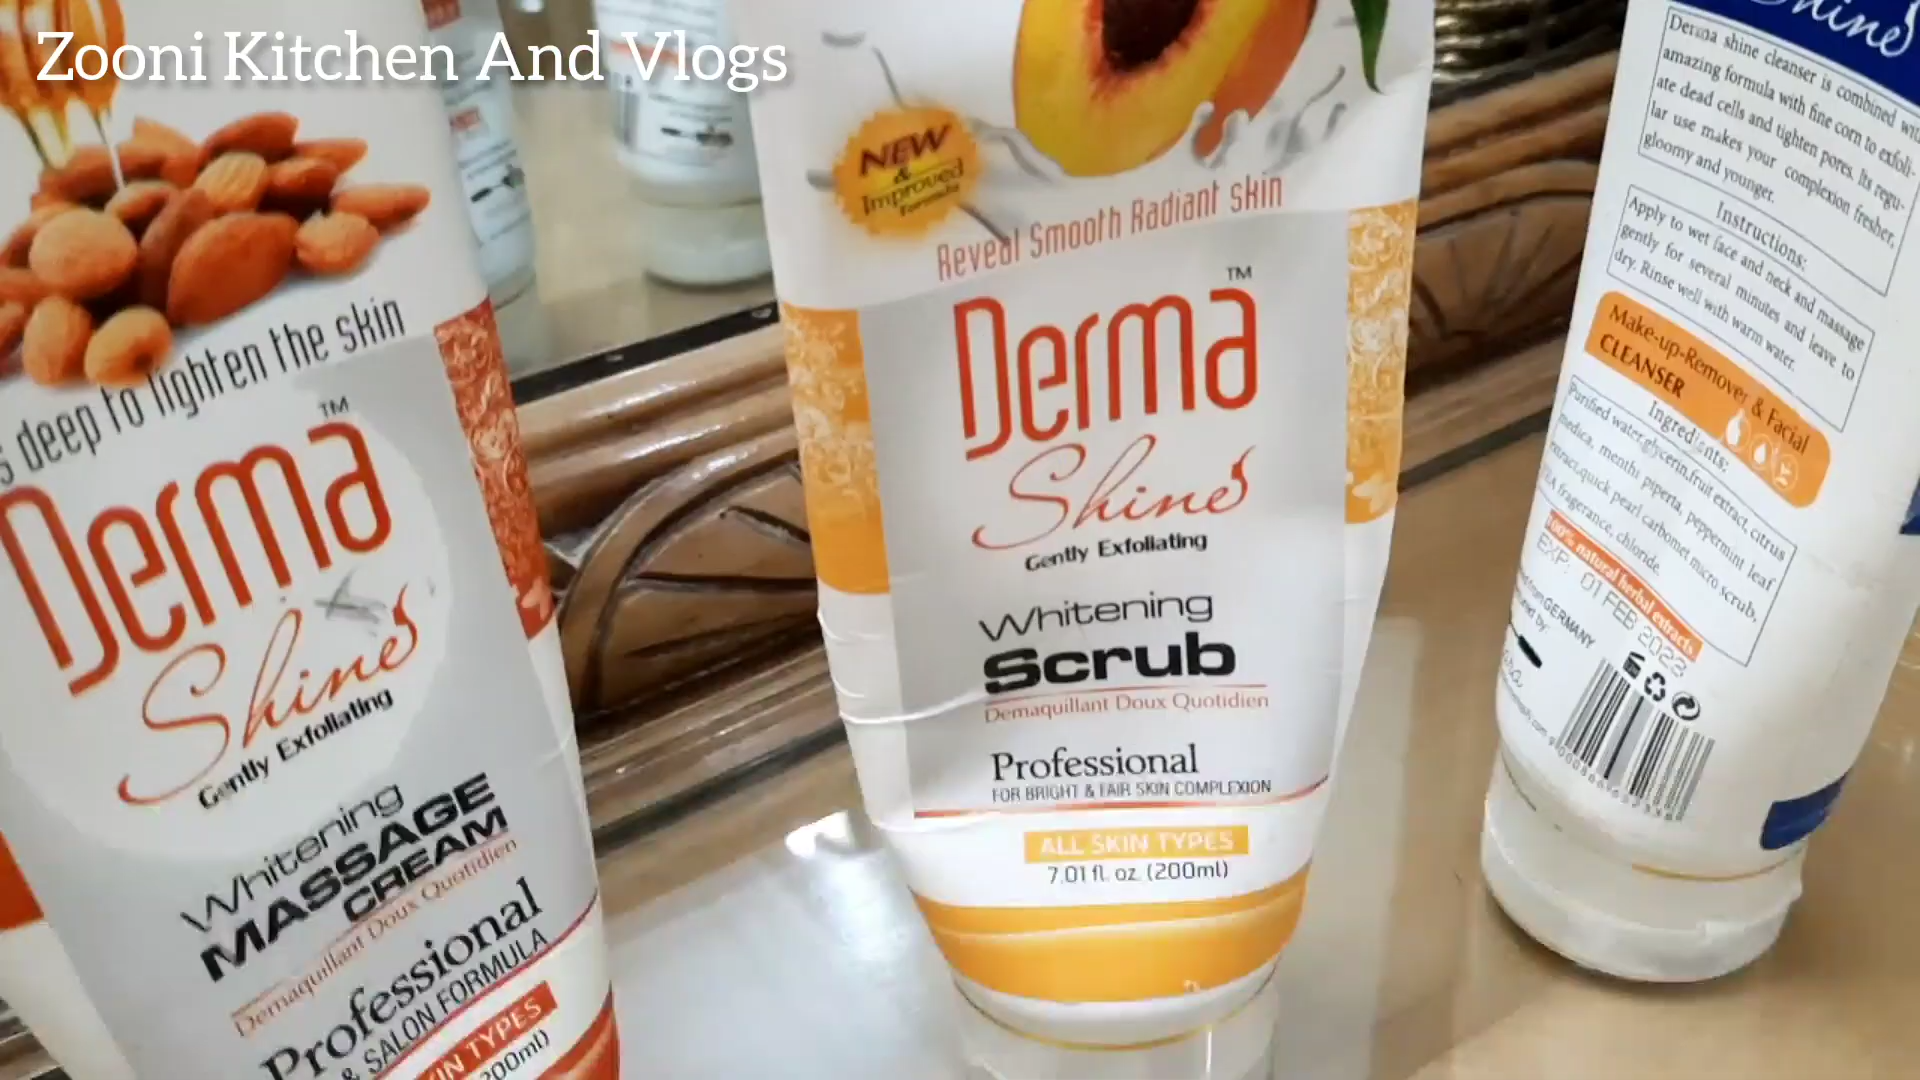 Zooni Kitchen And Vlogs
deep to lighten the skin
Derma
TM
Shine
Gently Exfoliating
Whitening
MASSAGE
CREAM
Demaquillant Doux Quotidien
Professional
& SALON FORMULA
TYPES
NEW
&
Improved
Formula
Reveal Smooth Radiant skin
TM
Derma
Shine
Gently Exfoliating
Whitening
Scrub
Demaquillant Doux Quotidien
Professional
FOR BRIGHT & FAIR SKIN COMPLEXION
ALL SKIN TYPES
7.01 fl. oz. (200ml)
Shine
Derma shine cleanser is combined
amazing formula with fine corn to exfoli-
ate dead cells and tighten pores. Its regu-
lar use makes your complexion fresher,
gloomy and younger.
Instructions:
Apply to wet face and neck and massage
gently for several minutes and leave to
dry. Rinse well with warm water.
Make-up-Remover & Facial
CLEANSER
Ingredients:
Purified water,glycerin,fruit extract, citrus
medica, menthi piperta, peppermint leaf
extract,quick pearl carbomet micro scrub,
fragrance, chloride.
100% natural herbal extracts
EXP: 01 FEB 2023
GERMANY